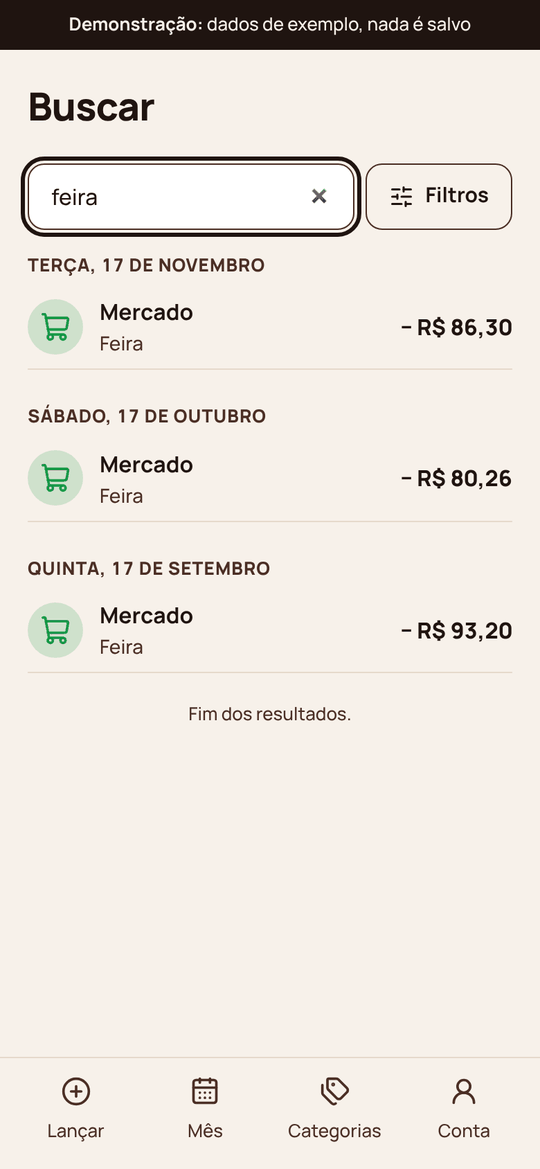 Demonstração: dados de exemplo, nada é salvo
Buscar
feira
Filtros
TERÇA, 17 DE NOVEMBRO
Mercado
– R$ 86,30
Feira
SÁBADO, 17 DE OUTUBRO
Mercado
– R$ 80,26
Feira
QUINTA, 17 DE SETEMBRO
Mercado
– R$ 93,20
Feira
Fim dos resultados.
Lançar
Mês
Categorias
Conta